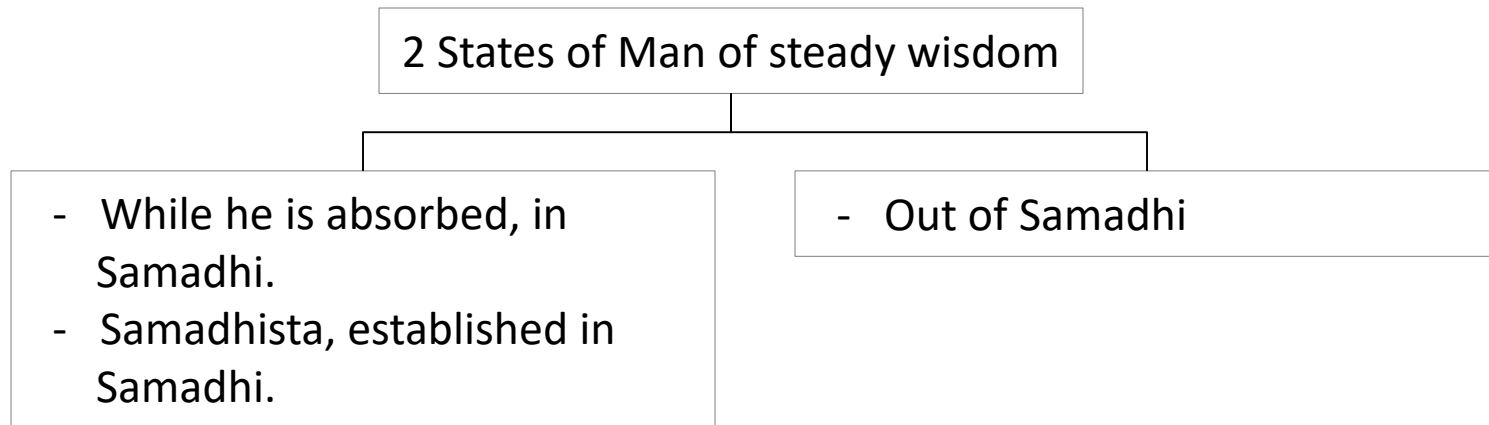 2 States of Man of steady wisdom
- While he is absorbed, in
Samadhi.
- Samadhista, established in
Samadhi.
- Out of Samadhi